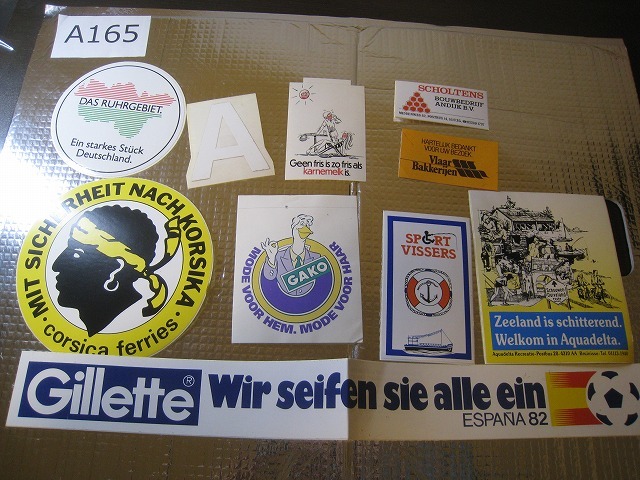 A165
DAS RUHRGEBIET.
Ein starkes Stück
Deutschland.
A
Geen fris is zo fris als
karnemelk is.
SCHOLTENS
BOUWBEDRIJF
ANDIJK B.V.
HARTELIJK BEDANKT
VOOR UW BEZOEK
Vlaar
Bakkerijen
MIT SICHERHEIT NACH KORSIKA
· corsica ferries ·
GAKO
MODE VOOR HEM. MODE VOOR HAAR
SPORT
VISSERS
Zeeland is schitterend.
Welkom in Aquadelta.
Gillette®
Wir seifen sie alle ein
ESPAÑA 82